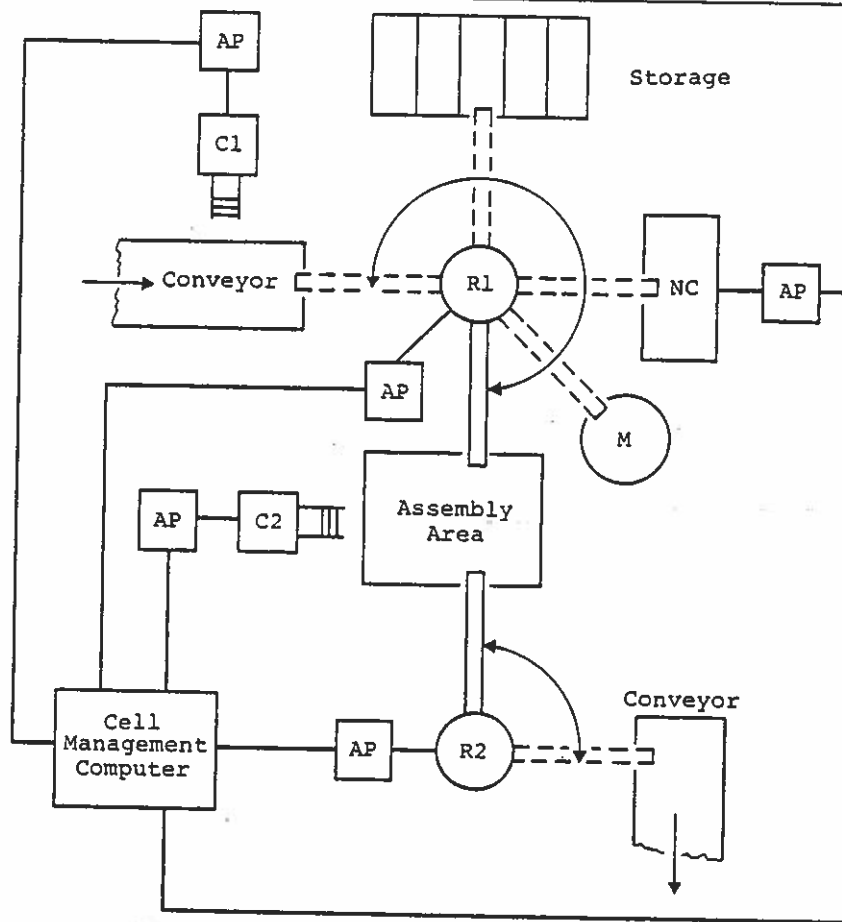 AP
Storage
C1
Conveyor
R1
NC
AP
AP
M
AP
C2
Assembly
Area
Conveyor
Cell
Management
Computer
AP
R2